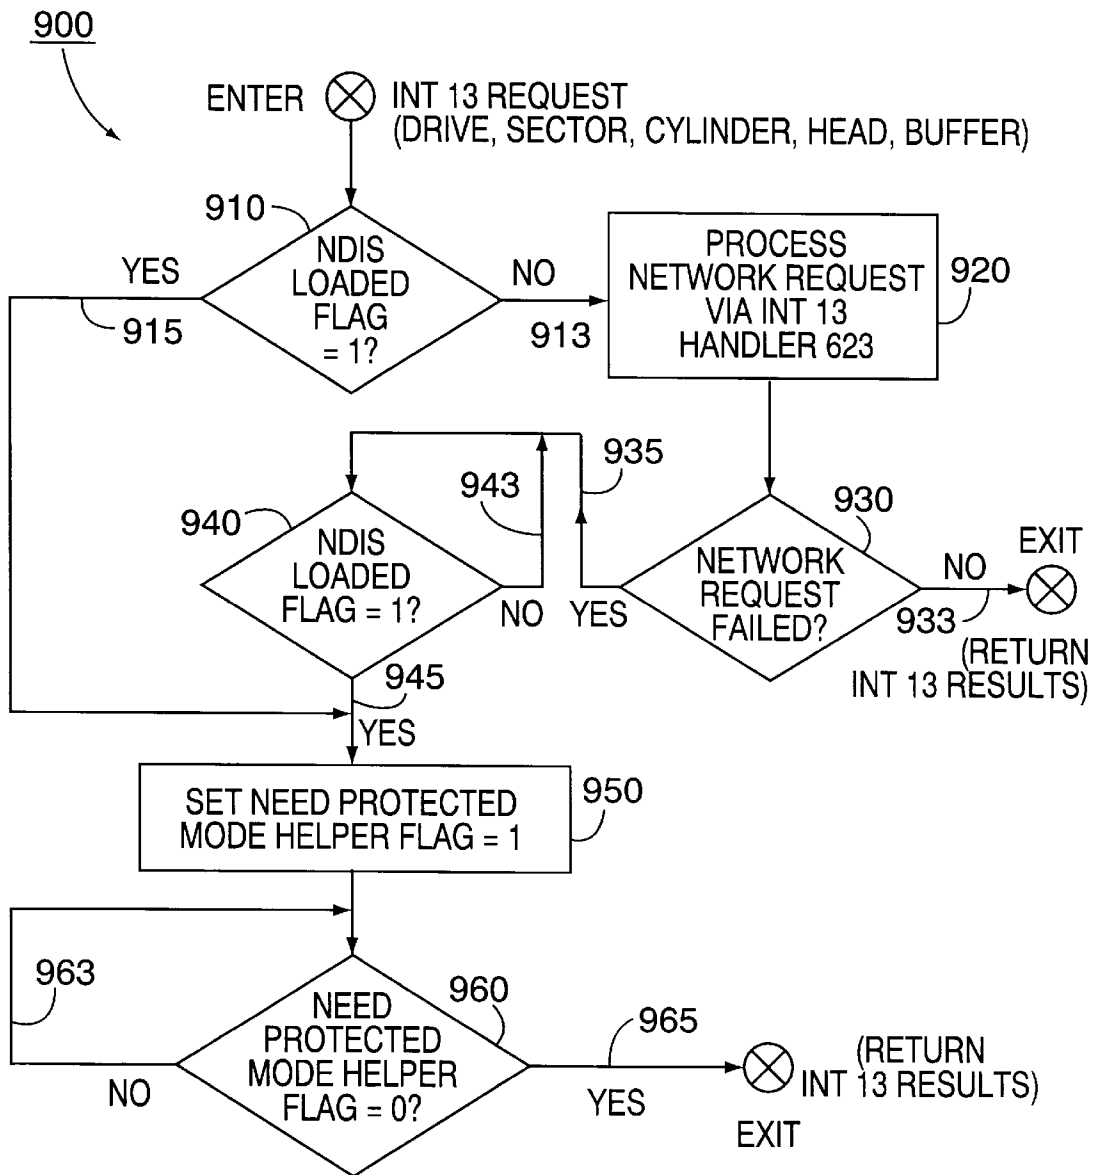 900
ENTER
INT 13 REQUEST
(DRIVE, SECTOR, CYLINDER, HEAD, BUFFER)
910
NDIS
LOADED
FLAG
= 1?
YES
915
NO
913
PROCESS
NETWORK REQUEST
VIA INT 13
HANDLER 623
920
935
943
940
NDIS
LOADED
FLAG = 1?
NO
YES
930
NETWORK
REQUEST
FAILED?
NO
933
EXIT
(RETURN
INT 13 RESULTS)
945
YES
SET NEED PROTECTED
MODE HELPER FLAG = 1
950
963
NO
960
NEED
PROTECTED
MODE HELPER
FLAG = 0?
965
YES
(RETURN
INT 13 RESULTS)
EXIT